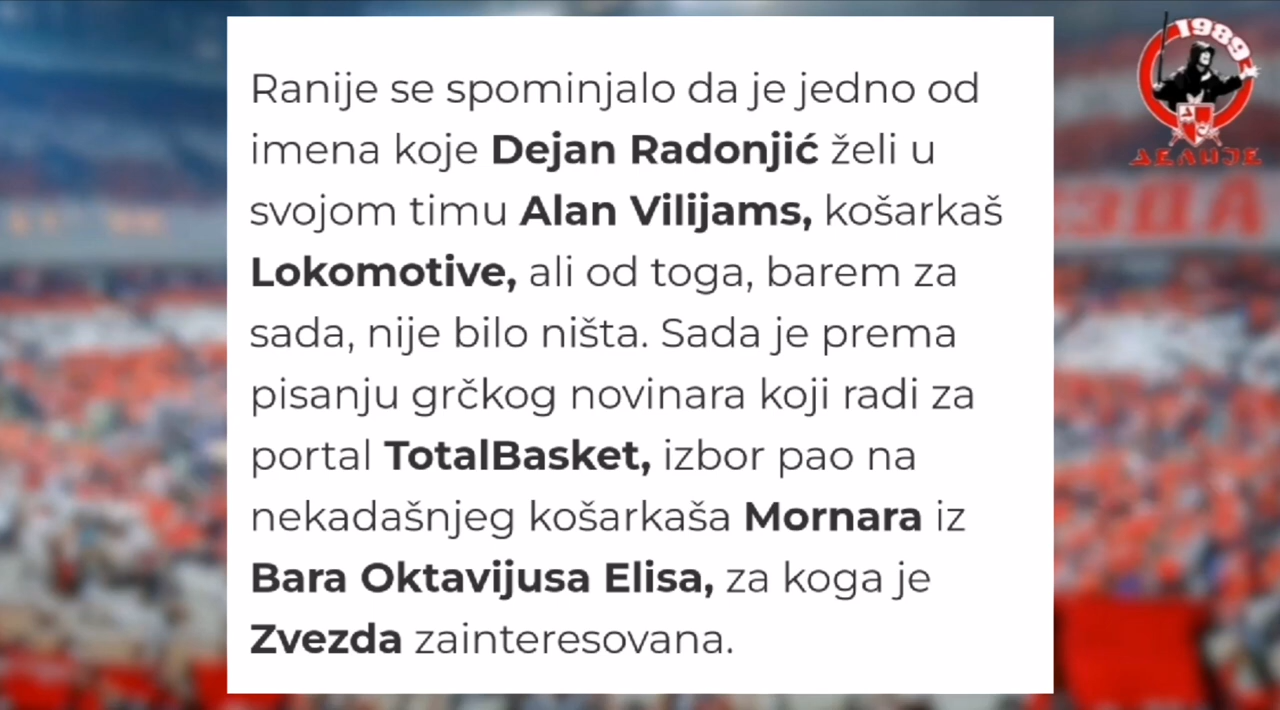 Ranije se spominjalo da je jedno od
imena koje Dejan Radonjić želi u
svojom timu Alan Vilijams, košarkaš
Lokomotive, ali od toga, barem za
sada, nije bilo ništa. Sada je prema
pisanju grčkog novinara koji radi za
portal TotalBasket, izbor pao na
nekadašnjeg košarkaša Mornara iz
Bara Oktavijusa Elisa, za koga je
Zvezda zainteresovana.
1989
ДЕЛИЈЕ
ЗДА